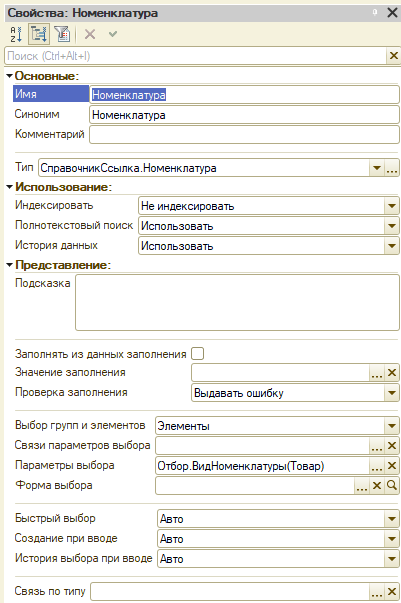 Свойства: Номенклатура
Поиск (Ctrl+Alt+I)
Основные:
Имя Номенклатура
Синоним Номенклатура
Комментарий
Тип СправочникСсылка.Номенклатура
Использование:
Индексировать Не индексировать
Полнотекстовый поиск Использовать
История данных Использовать
Представление:
Подсказка
Заполнять из данных заполнения
Значение заполнения
Проверка заполнения Выдавать ошибку
Выбор групп и элементов Элементы
Связи параметров выбора
Параметры выбора Отбор.ВидНоменклатуры(Товар)
Форма выбора
Быстрый выбор Авто
Создание при вводе Авто
История выбора при вводе Авто
Связь по типу